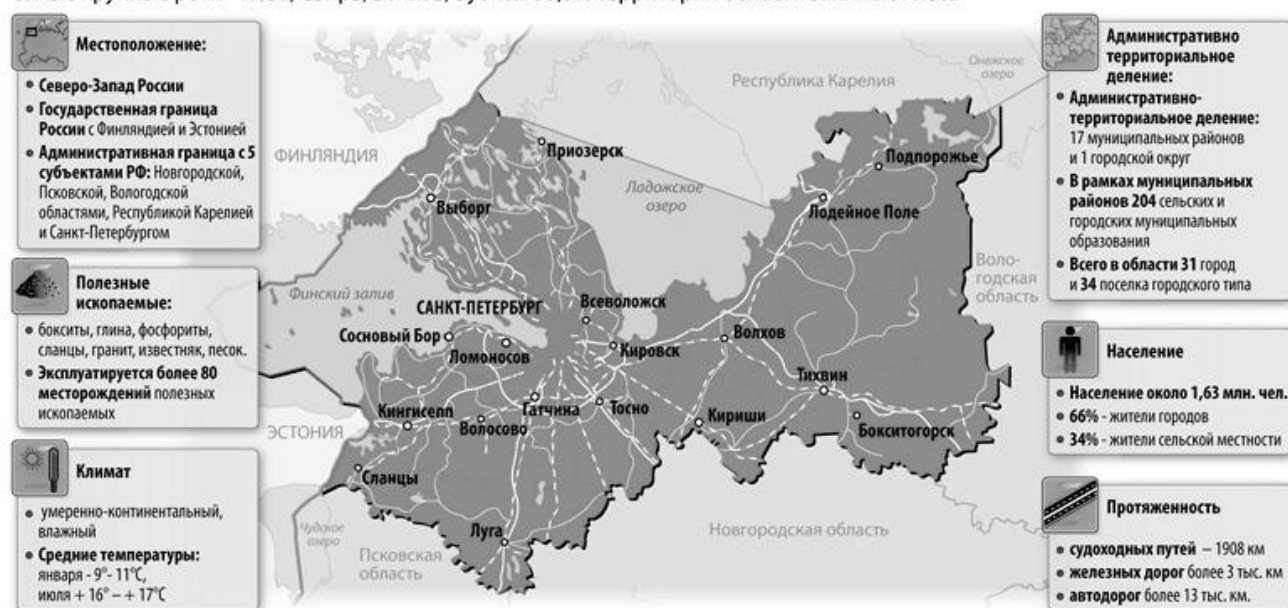 Местоположение:
• Северо-Запад России
• Государственная граница
России с Финляндией и Эстонией
• Административная граница с 5
субъектами РФ: Новгородской,
Псковской, Вологодской
областями, Республикой Карелией
и Санкт-Петербургом
Полезные
ископаемые:
• бокситы, глина, фосфориты,
сланцы, гранит, известняк, песок.
• Эксплуатируется более 80
месторождений полезных
ископаемых
Климат
• умеренно-континентальный,
влажный
• Средние температуры:
января - 9°- 11°С,
июля + 16° – + 17°С
Республика Карелия
Онежское
озеро
ФИНЛЯНДИЯ
Приозерск
Подпорожье
Ладожское
озеро
Выборг
Лодейное Поле
Воло-
годская
область
Финский залив
САНКТ-ПЕТЕРБУРГ
Всеволожск
Сосновый Бор
Ломоносов
Кировск
Волхов
Тихвин
Кингисепп
Гатчина
Тосно
Кириши
Волосово
Бокситогорск
ЭСТОНИЯ
Сланцы
Чудское
озеро
Луга
Псковская
область
Новгородская область
Административно
территориальное
деление:
• Административно-
территориальное деление:
17 муниципальных районов
и 1 городской округ
• В рамках муниципальных
районов 204 сельских и
городских муниципальных
образования
• Всего в области 31 город
и 34 поселка городского типа
Население
• Население около 1,63 млн. чел.
• 66% - жители городов
• 34% - жители сельской местности
Протяженность
• судоходных путей – 1908 км
• железных дорог более 3 тыс. км
• автодорог более 13 тыс. км.